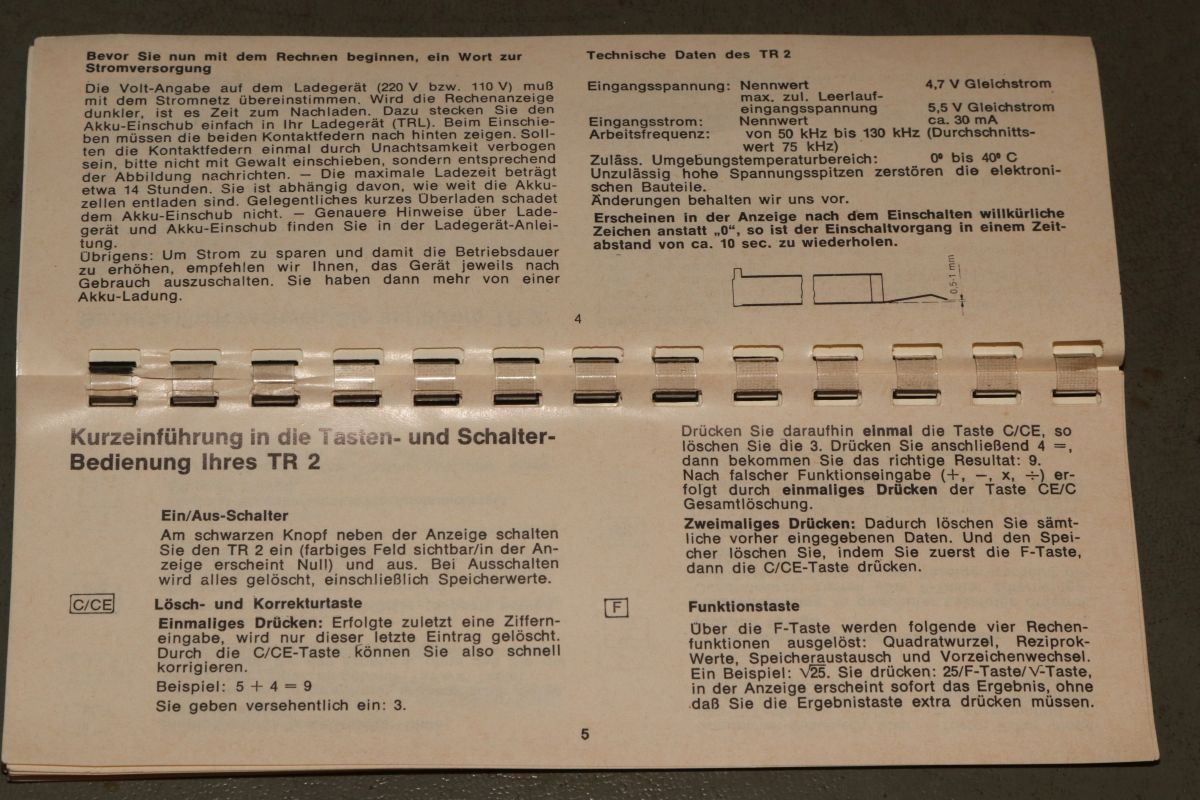 Bevor Sie nun mit dem Rechnen beginnen, ein Wort zur
Stromversorgung
Die Volt-Angabe auf dem Ladegerät (220 V bzw. 110 V) muß
mit dem Stromnetz übereinstimmen. Wird die Rechenanzeige
dunkler, ist es Zeit zum Nachladen. Dazu stecken Sie den
Akku-Einschub einfach in Ihr Ladegerät (TRL). Beim Einschie-
ben müssen die beiden Kontaktfedern nach hinten zeigen. Soll-
ten die Kontaktfedern einmal durch Unachtsamkeit verbogen
sein, bitte nicht mit Gewalt einschieben, sondern entsprechend
der Abbildung nachrichten. — Die maximale Ladezeit beträgt
etwa 14 Stunden. Sie ist abhängig davon, wie weit die Akku-
zellen entladen sind. Gelegentliches kurzes Überladen schadet
dem Akku-Einschub nicht. — Genauere Hinweise über Lade-
gerät und Akku-Einschub finden Sie in der Ladegerät-Anlei-
tung.
Übrigens: Um Strom zu sparen und damit die Betriebsdauer
zu erhöhen, empfehlen wir Ihnen, das Gerät jeweils nach
Gebrauch auszuschalten. Sie haben dann mehr von einer
Akku-Ladung.
Technische Daten des TR 2
Eingangsspannung: Nennwert 4,7 V Gleichstrom
max. zul. Leerlauf-
eingangsspannung 5,5 V Gleichstrom
Eingangsstrom: Nennwert ca. 30 mA
Arbeitsfrequenz: von 50 kHz bis 130 kHz (Durchschnitts-
wert 75 kHz)
Zuläss. Umgebungstemperaturbereich: 0° bis 40° C
Unzulässig hohe Spannungsspitzen zerstören die elektroni-
schen Bauteile.
Änderungen behalten wir uns vor.
Erscheinen in der Anzeige nach dem Einschalten willkürliche
Zeichen anstatt „0“, so ist der Einschaltvorgang in einem Zeit-
abstand von ca. 10 sec. zu wiederholen.
0,5-1 mm
4
Kurzeinführung in die Tasten- und Schalter-
Bedienung Ihres TR 2
Ein/Aus-Schalter
Am schwarzen Knopf neben der Anzeige schalten
Sie den TR 2 ein (farbiges Feld sichtbar/in der An-
zeige erscheint Null) und aus. Bei Ausschalten
wird alles gelöscht, einschließlich Speicherwerte.
C/CE Lösch- und Korrekturtaste
Einmaliges Drücken: Erfolgte zuletzt eine Ziffern-
eingabe, wird nur dieser letzte Eintrag gelöscht.
Durch die C/CE-Taste können Sie also schnell
korrigieren.
Beispiel: 5 + 4 = 9
Sie geben versehentlich ein: 3.
Drücken Sie daraufhin einmal die Taste C/CE, so
löschen Sie die 3. Drücken Sie anschließend 4 =,
dann bekommen Sie das richtige Resultat: 9.
Nach falscher Funktionseingabe (+, −, x, ÷) er-
folgt durch einmaliges Drücken der Taste CE/C
Gesamtlöschung.
Zweimaliges Drücken: Dadurch löschen Sie sämt-
liche vorher eingegebenen Daten. Und den Spei-
cher löschen Sie, indem Sie zuerst die F-Taste,
dann die C/CE-Taste drücken.
F Funktionstaste
Über die F-Taste werden folgende vier Rechen-
funktionen ausgelöst: Quadratwurzel, Reziprok-
Werte, Speicheraustausch und Vorzeichenwechsel.
Ein Beispiel: √25. Sie drücken: 25/F-Taste/√-Taste,
in der Anzeige erscheint sofort das Ergebnis, ohne
daß Sie die Ergebnistaste extra drücken müssen.
5